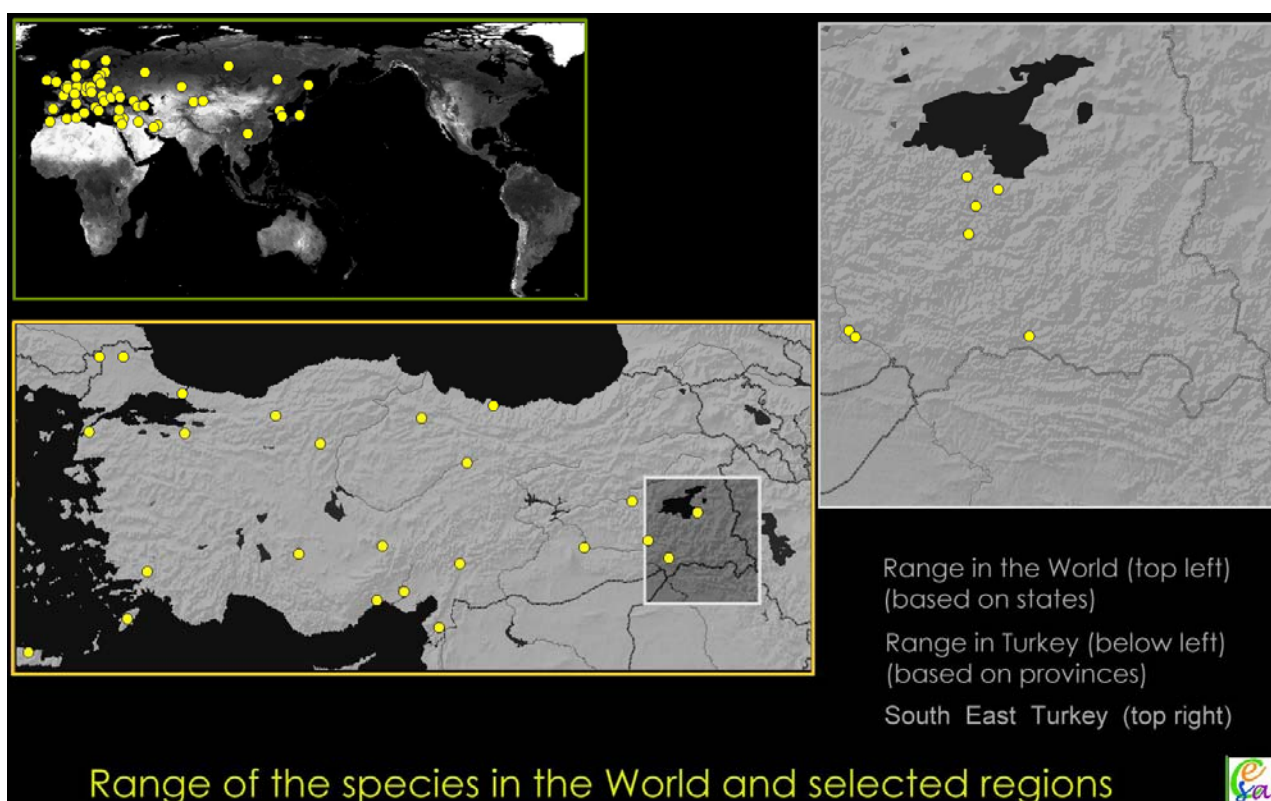 Range in the World (top left)
(based on states)
Range in Turkey (below left)
(based on provinces)
South East Turkey (top right)
Range of the species in the World and selected regions
esa